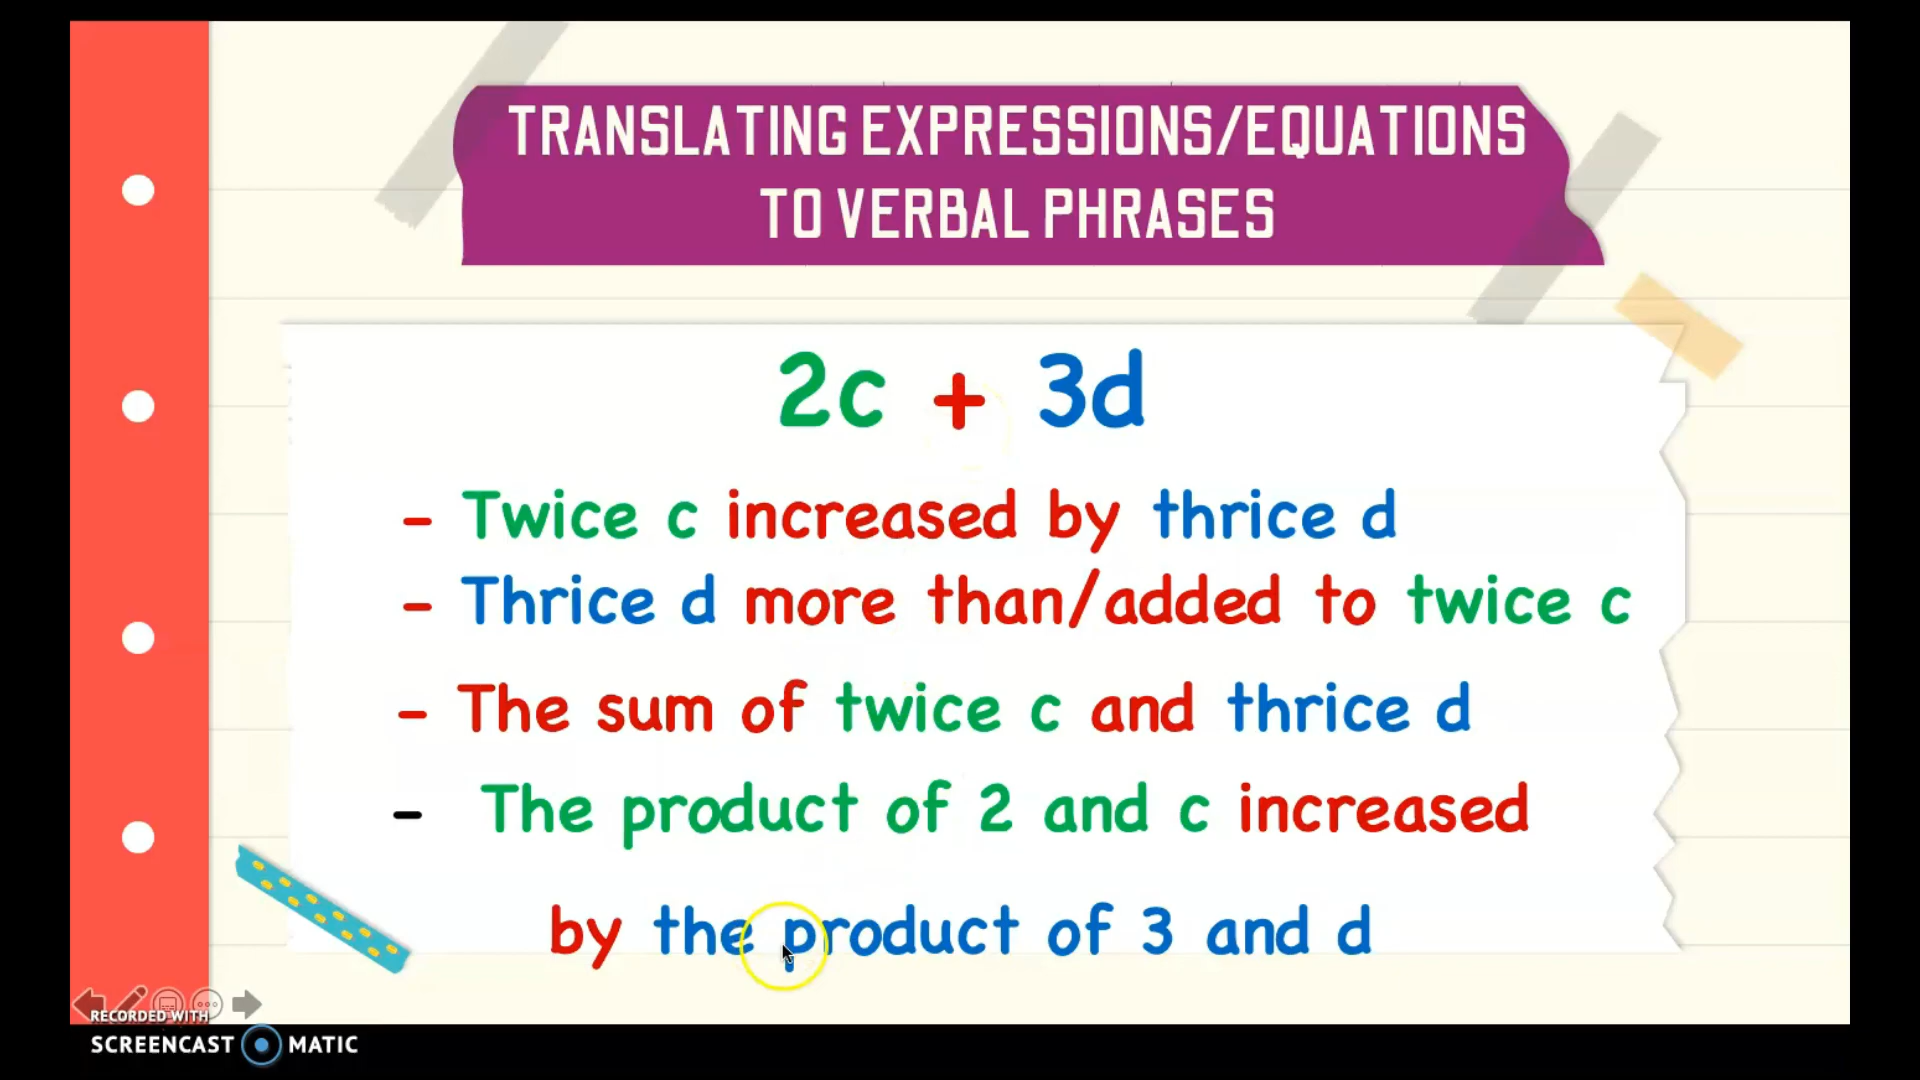 TRANSLATING EXPRESSIONS/EQUATIONS
TO VERBAL PHRASES
2c + 3d
- Twice c increased by thrice d
- Thrice d more than/added to twice c
- The sum of twice c and thrice d
- The product of 2 and c increased
by the product of 3 and d
RECORDED WITH
SCREENCAST MATIC